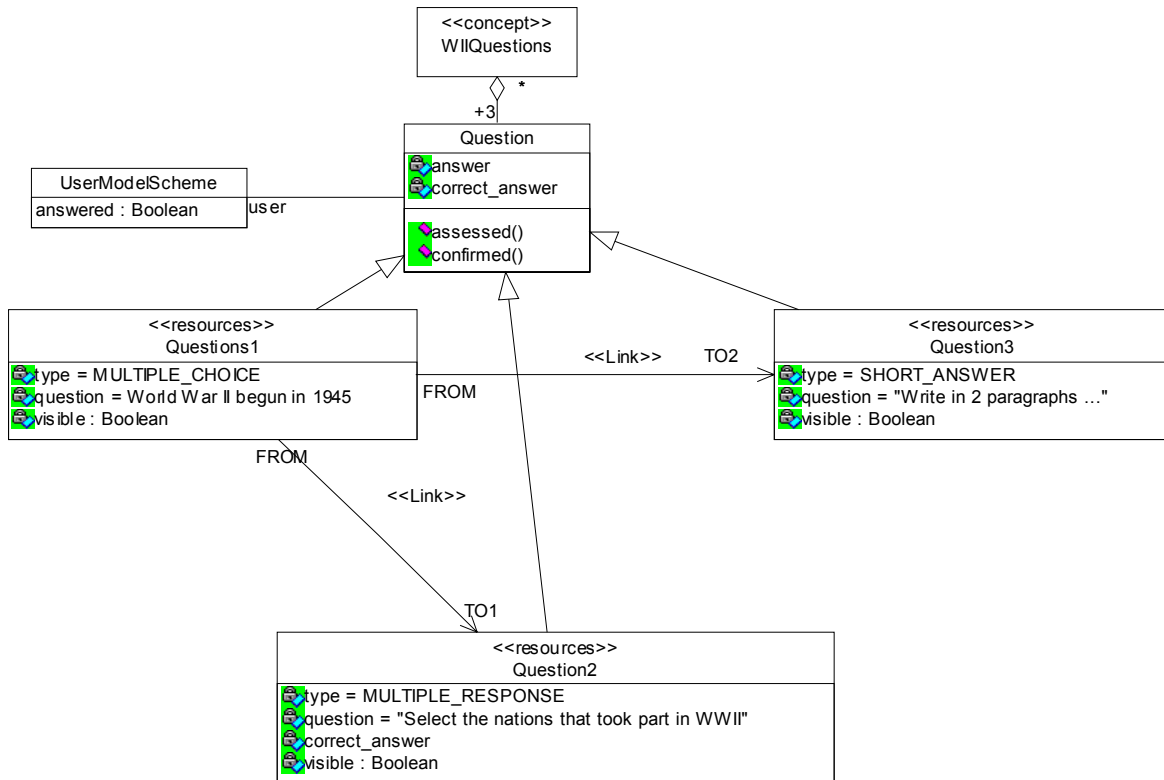 <<concept>>
WIIQuestions
*
+3
Question
answer
correct_answer
assessed()
confirmed()
UserModelScheme
answered : Boolean
user
<<resources>>
Questions1
type = MULTIPLE_CHOICE
question = World War II begun in 1945
visible : Boolean
FROM
<<Link>>
TO2
<<resources>>
Question3
type = SHORT_ANSWER
question = "Write in 2 paragraphs ..."
visible : Boolean
FROM
<<Link>>
TO1
<<resources>>
Question2
type = MULTIPLE_RESPONSE
question = "Select the nations that took part in WWII"
correct_answer
visible : Boolean